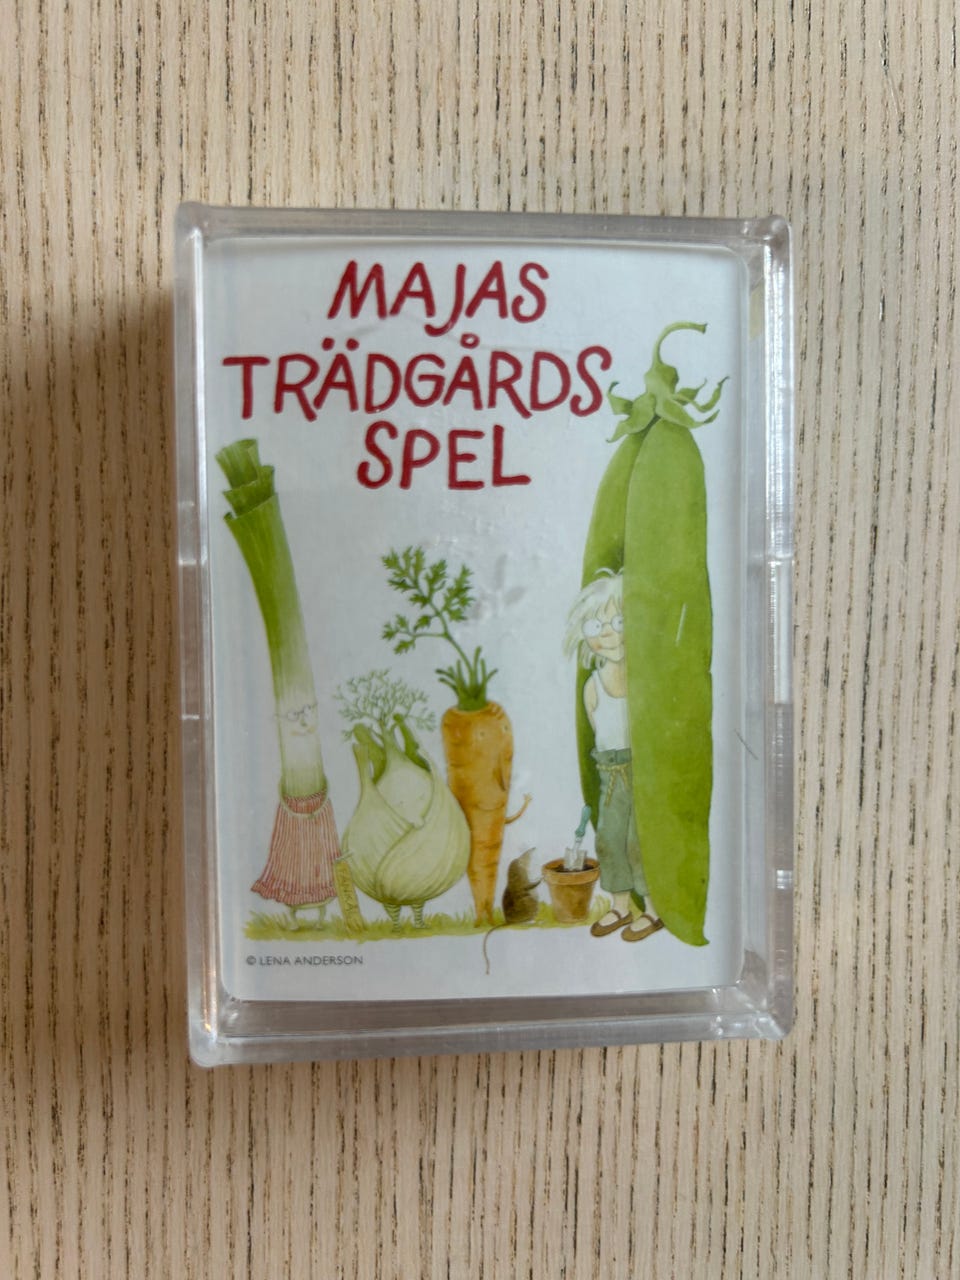 MAJAS
TRÄDGÅRDS
SPEL
© LENA ANDERSON